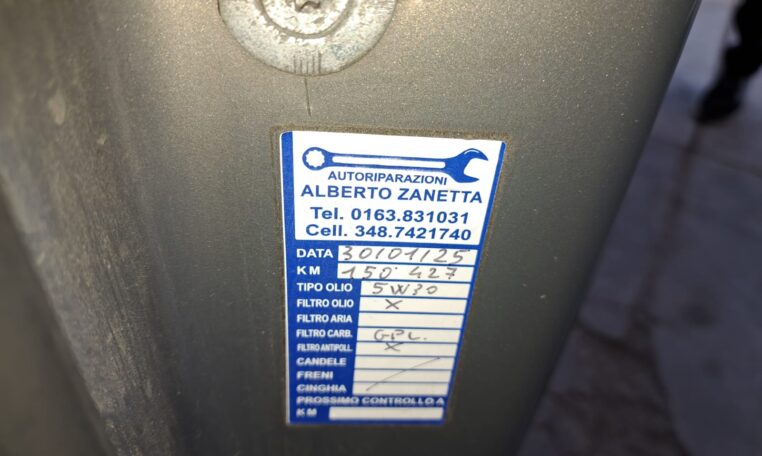 AUTORIPARAZIONI
ALBERTO ZANETTA
Tel. 0163.831031
Cell. 348.7421740
DATA 30/01/25
KM 150.427
TIPO OLIO 5W30
FILTRO OLIO X
FILTRO ARIA
FILTRO CARB. GPL.
FILTRO ANTIPOLL. X
CANDELE
FRENI
CINGHIA
PROSSIMO CONTROLLO A
KM